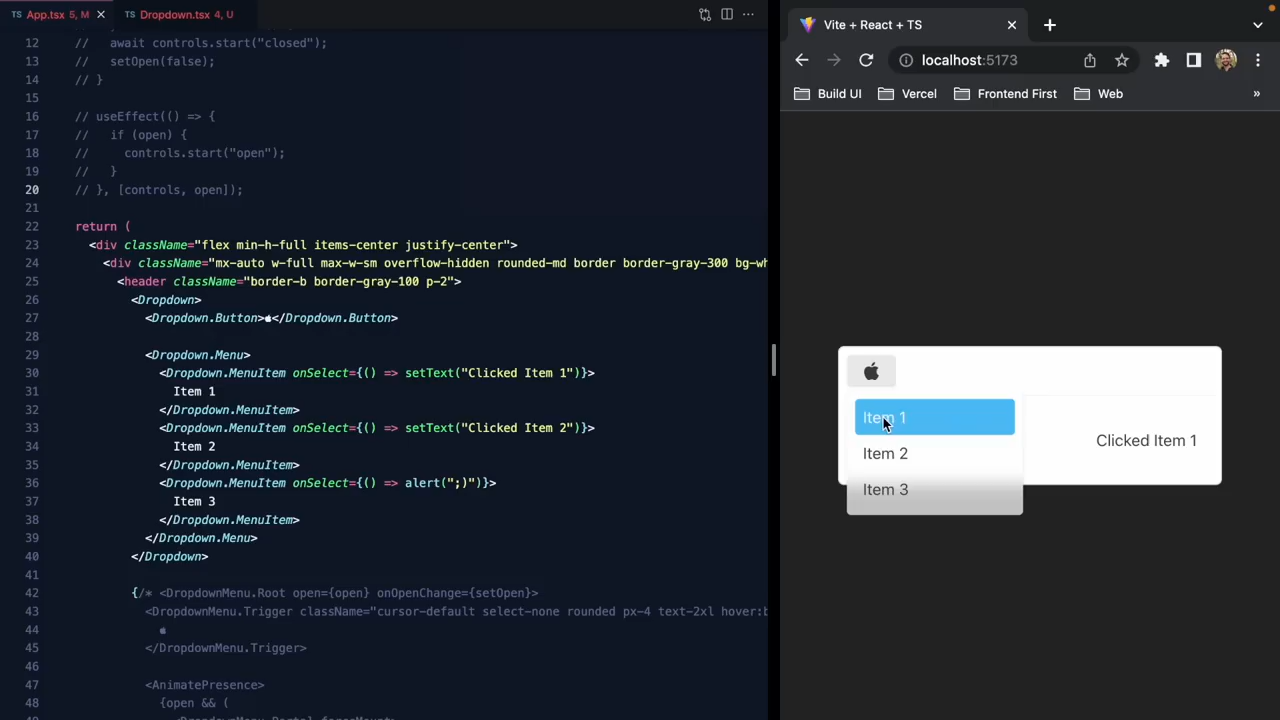 TS App.tsx 5, M
TS Dropdown.tsx 4, U
12 //   await controls.start("closed");
13 //   setOpen(false);
14 // }
15
16 // useEffect(() => {
17 //   if (open) {
18 //     controls.start("open");
19 //   }
20 // }, [controls, open]);
21
22 return (
23 <div className="flex min-h-full items-center justify-center">
24 <div className="mx-auto w-full max-w-sm overflow-hidden rounded-md border border-gray-300 bg-wh
25 <header className="border-b border-gray-100 p-2">
26 <Dropdown>
27 <Dropdown.Button></Dropdown.Button>
28
29 <Dropdown.Menu>
30 <Dropdown.MenuItem onSelect={() => setText("Clicked Item 1")}>
31 Item 1
32 </Dropdown.MenuItem>
33 <Dropdown.MenuItem onSelect={() => setText("Clicked Item 2")}>
34 Item 2
35 </Dropdown.MenuItem>
36 <Dropdown.MenuItem onSelect={() => alert(";)")}>
37 Item 3
38 </Dropdown.MenuItem>
39 </Dropdown.Menu>
40 </Dropdown>
41
42 {/* <DropdownMenu.Root open={open} onOpenChange={setOpen}>
43 <DropdownMenu.Trigger className="cursor-default select-none rounded px-4 text-2xl hover:b
44 
45 </DropdownMenu.Trigger>
46
47 <AnimatePresence>
48 {open && (
Vite + React + TS
localhost:5173
Build UI
Vercel
Frontend First
Web
»
Item 1
Item 2
Item 3
Clicked Item 1